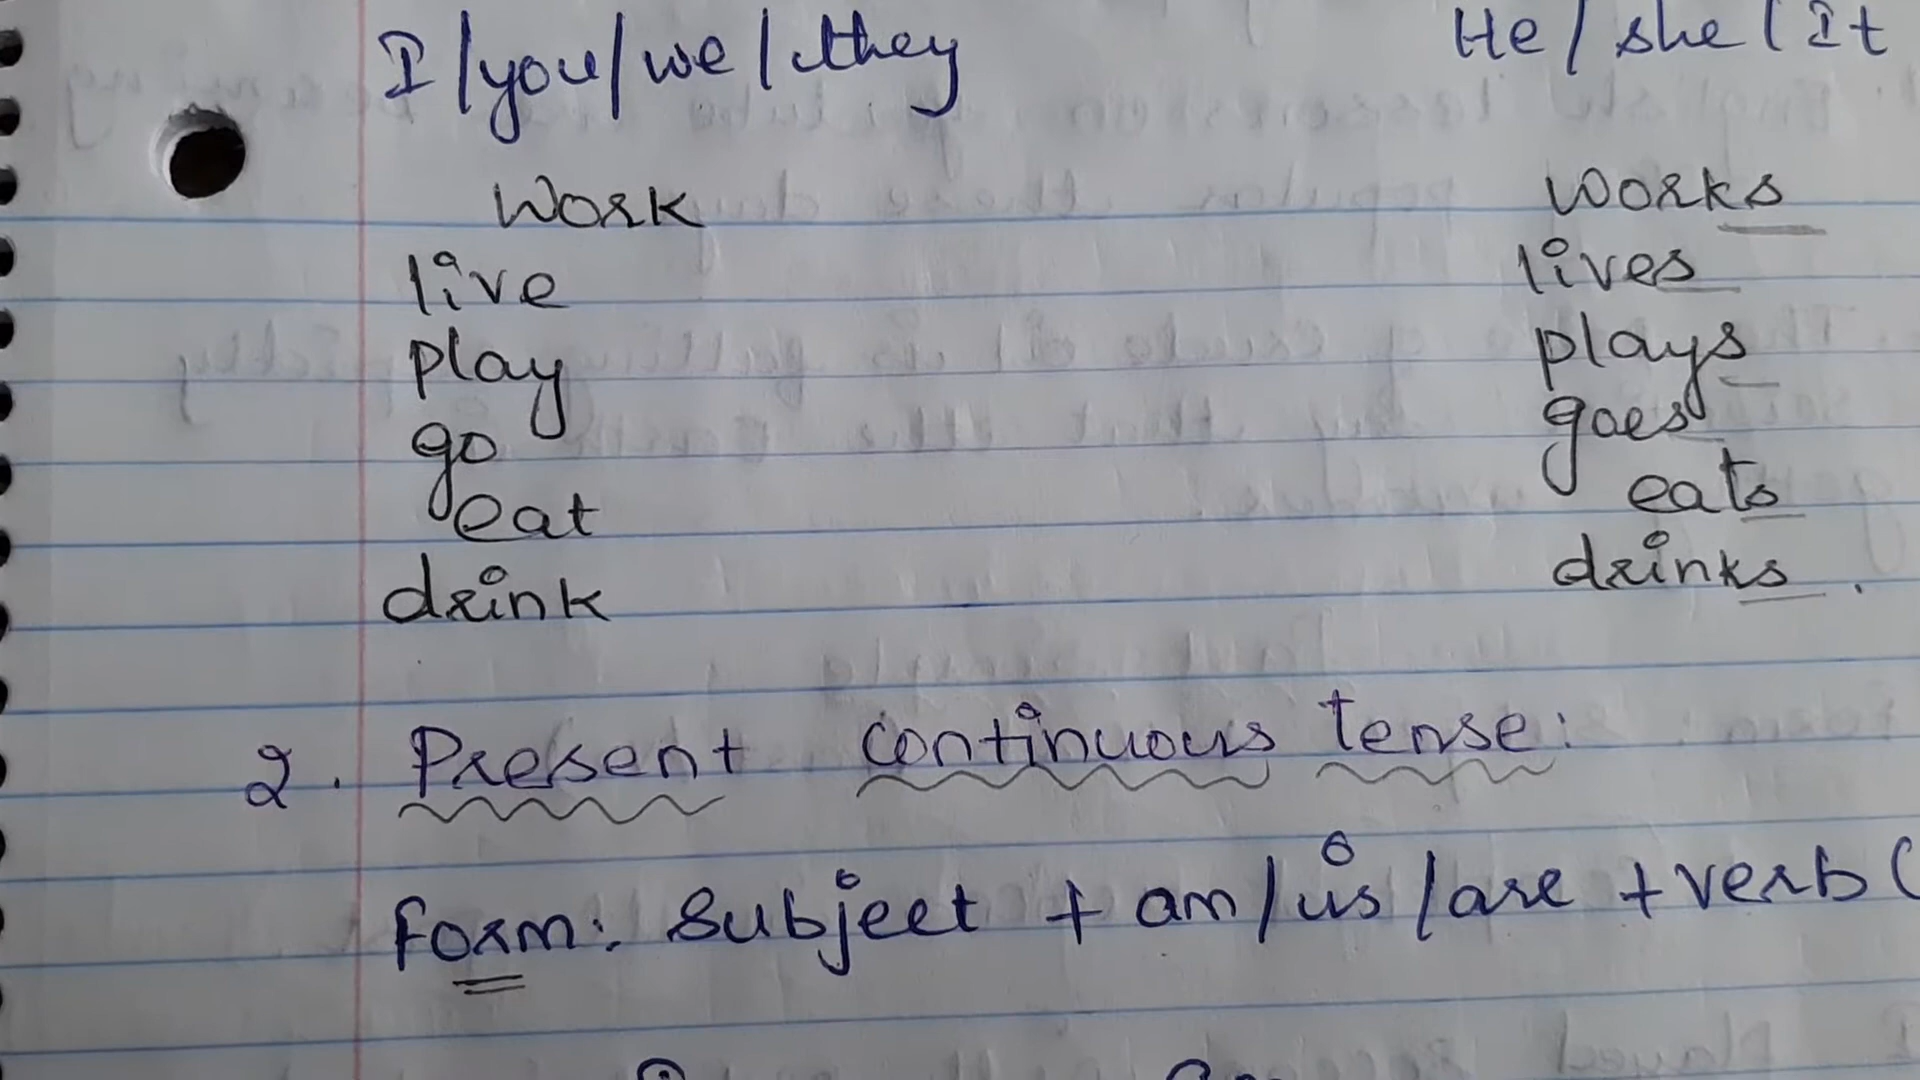 I/you/we/they He/she/It
Work works
live lives
play plays
go goes
eat eats
drink drinks.
2. Present continuous tense:
Form: Subject + am/is/are + verb (